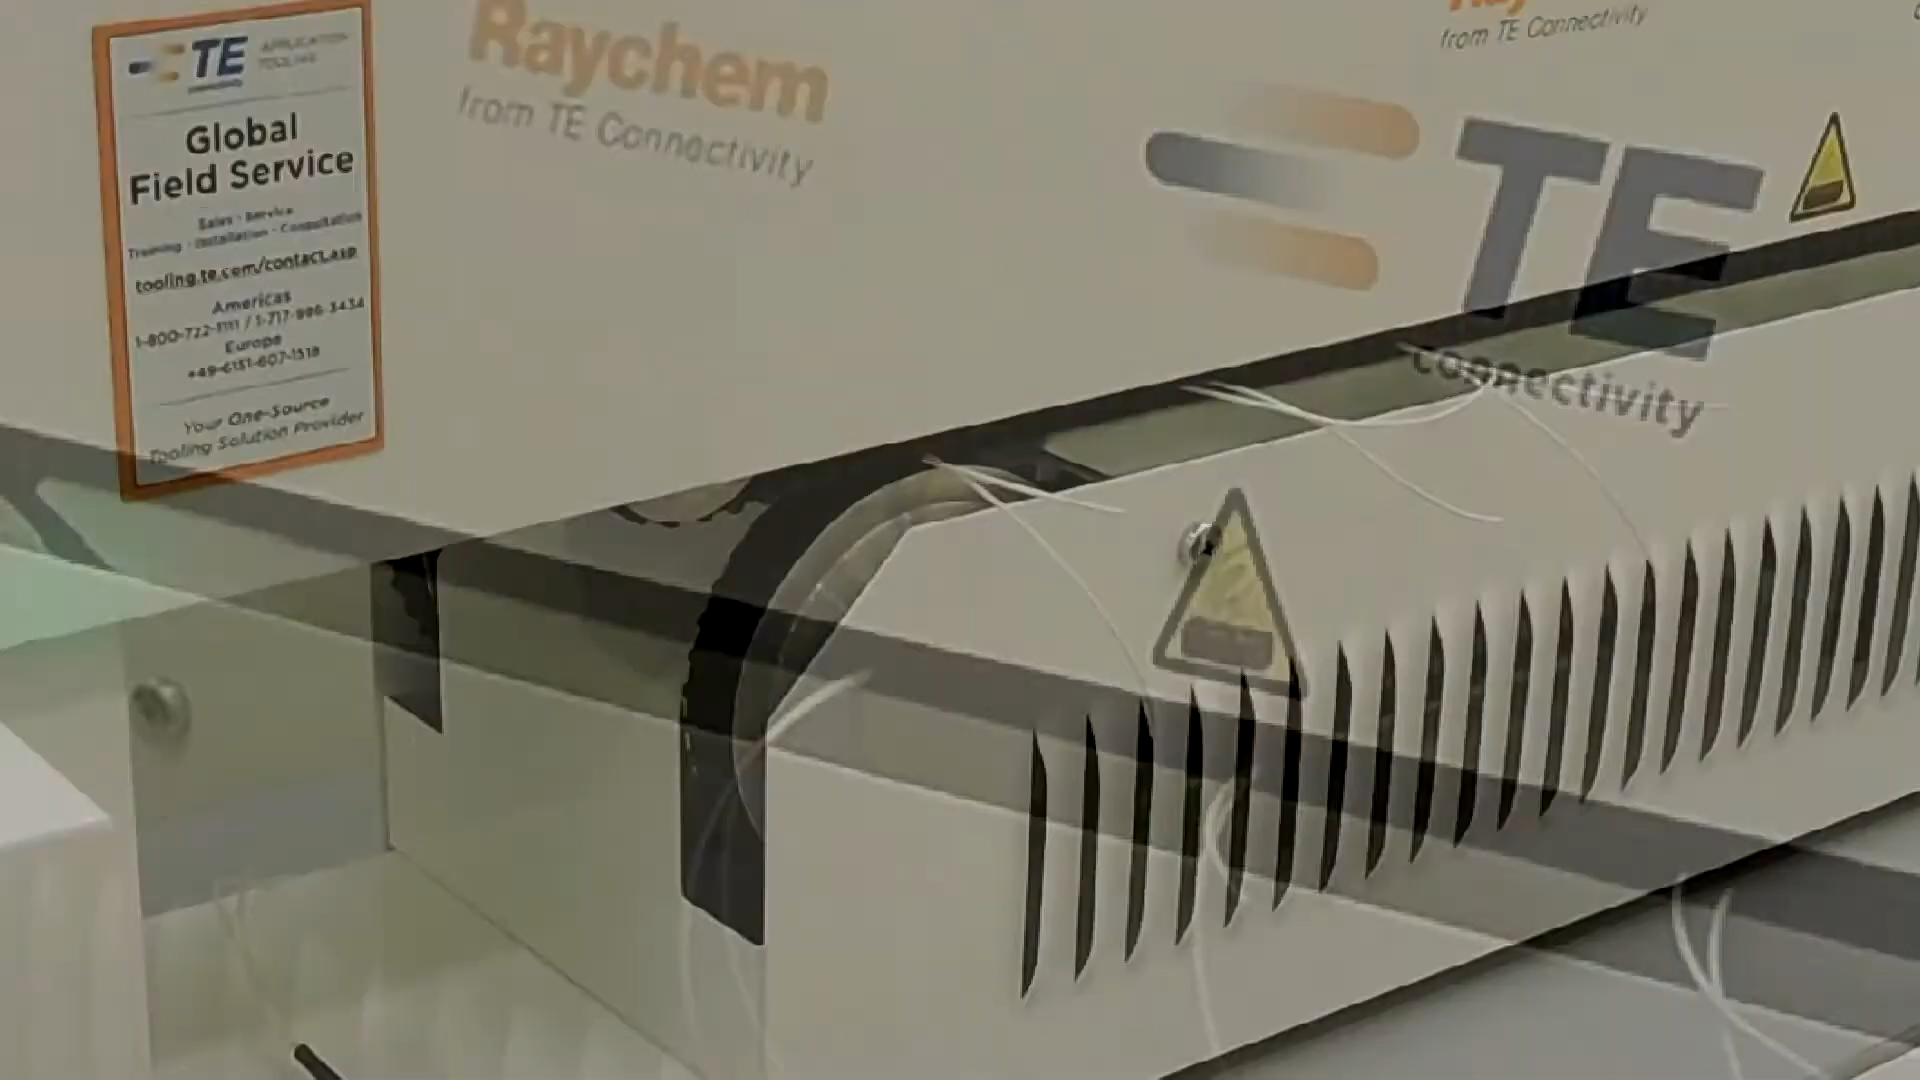 TE
APPLICATION
TOOLING
connectivity
Global
Field Service
Sales - Service
Training - Installation - Consultation
tooling.te.com/contact.asp
Americas
1-800-722-1111 / 1-717-986-3434
Europe
+49-6151-607-1518
Your One-Source
Tooling Solution Provider
Raychem
from TE Connectivity
from TE Connectivity
TE
connectivity